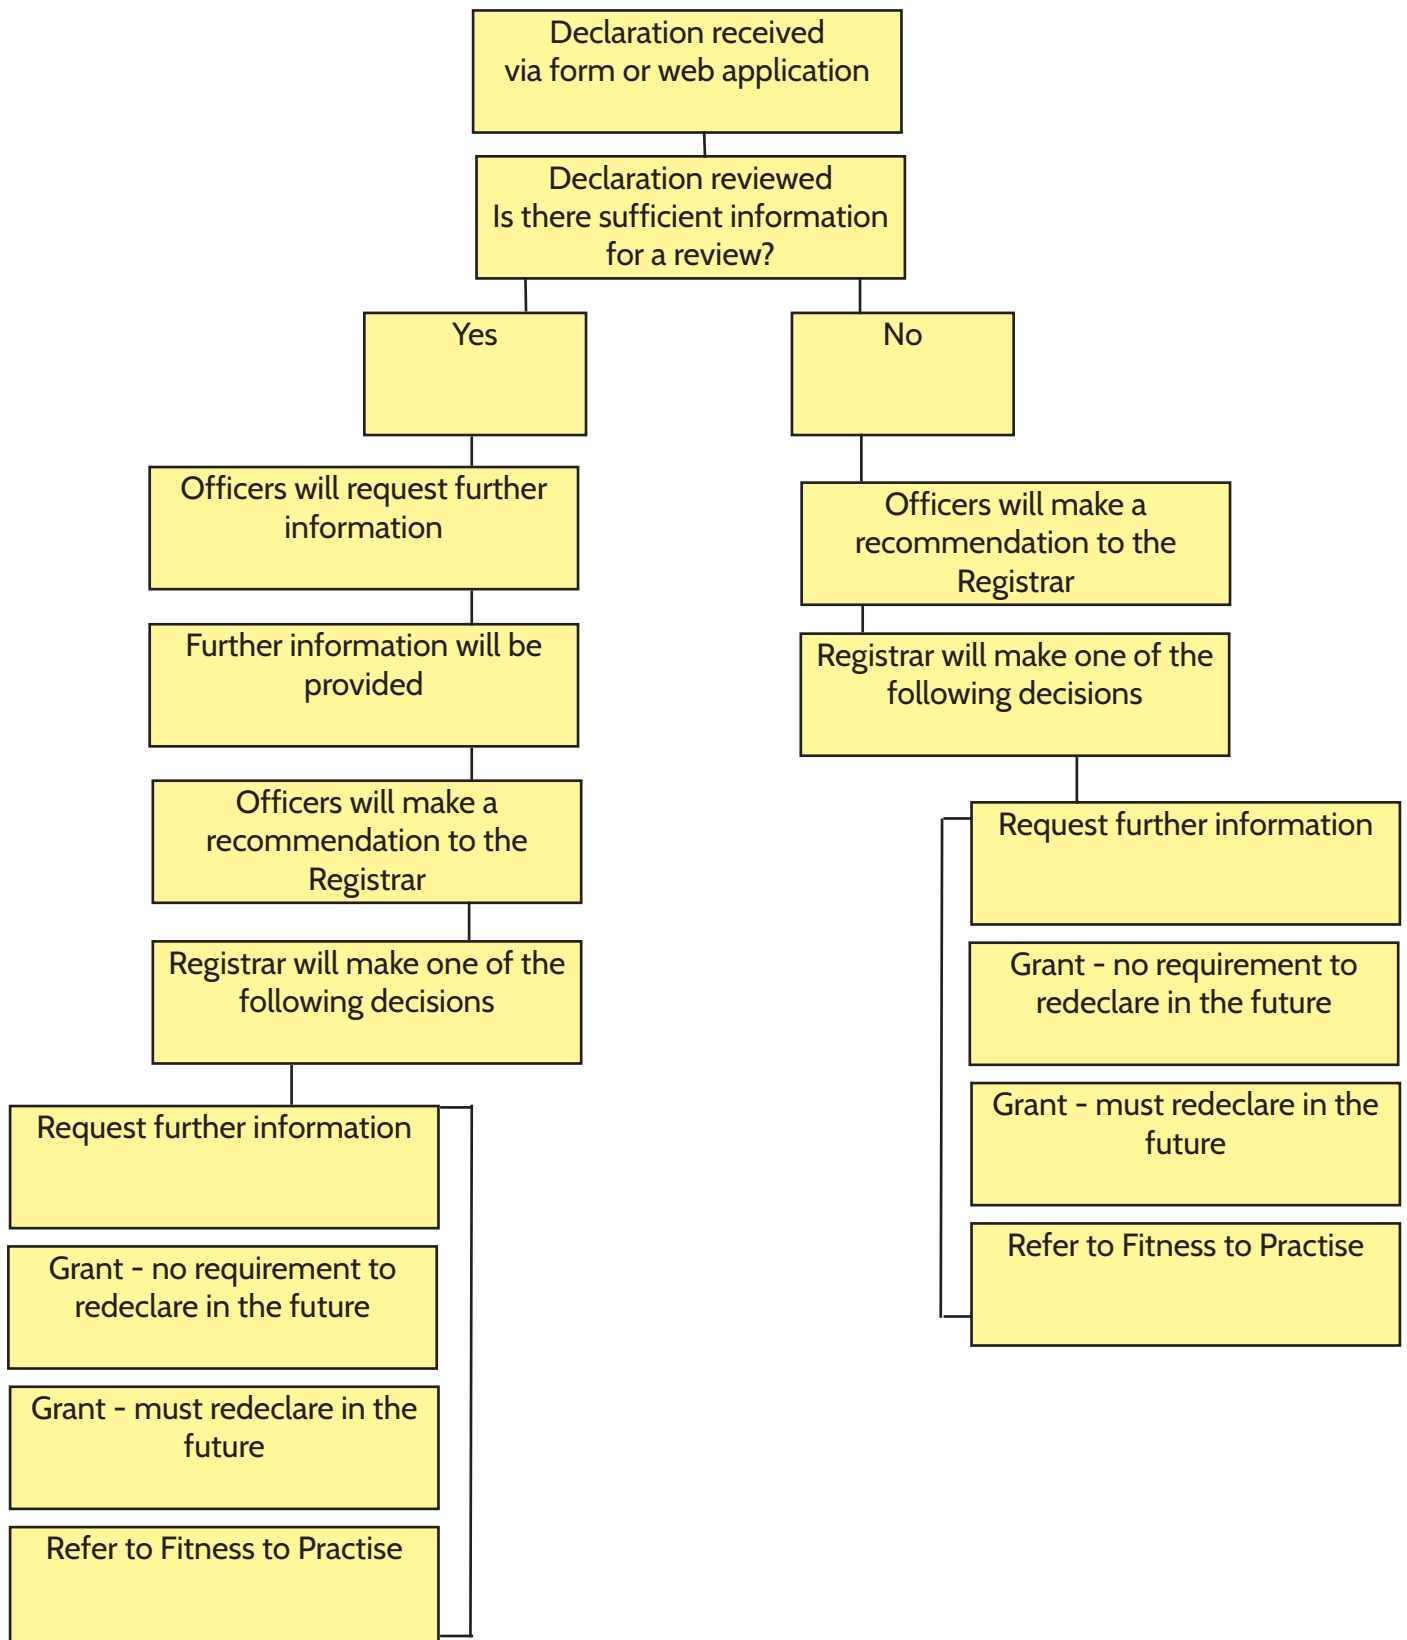 Declaration received
via form or web application
Declaration reviewed
Is there sufficient information
for a review?
Yes
No
Officers will request further
information
Further information will be
provided
Officers will make a
recommendation to the
Registrar
Registrar will make one of the
following decisions
Request further information
Grant - no requirement to
redeclare in the future
Grant - must redeclare in the
future
Refer to Fitness to Practise
Officers will make a
recommendation to the
Registrar
Registrar will make one of the
following decisions
Request further information
Grant - no requirement to
redeclare in the future
Grant - must redeclare in the
future
Refer to Fitness to Practise